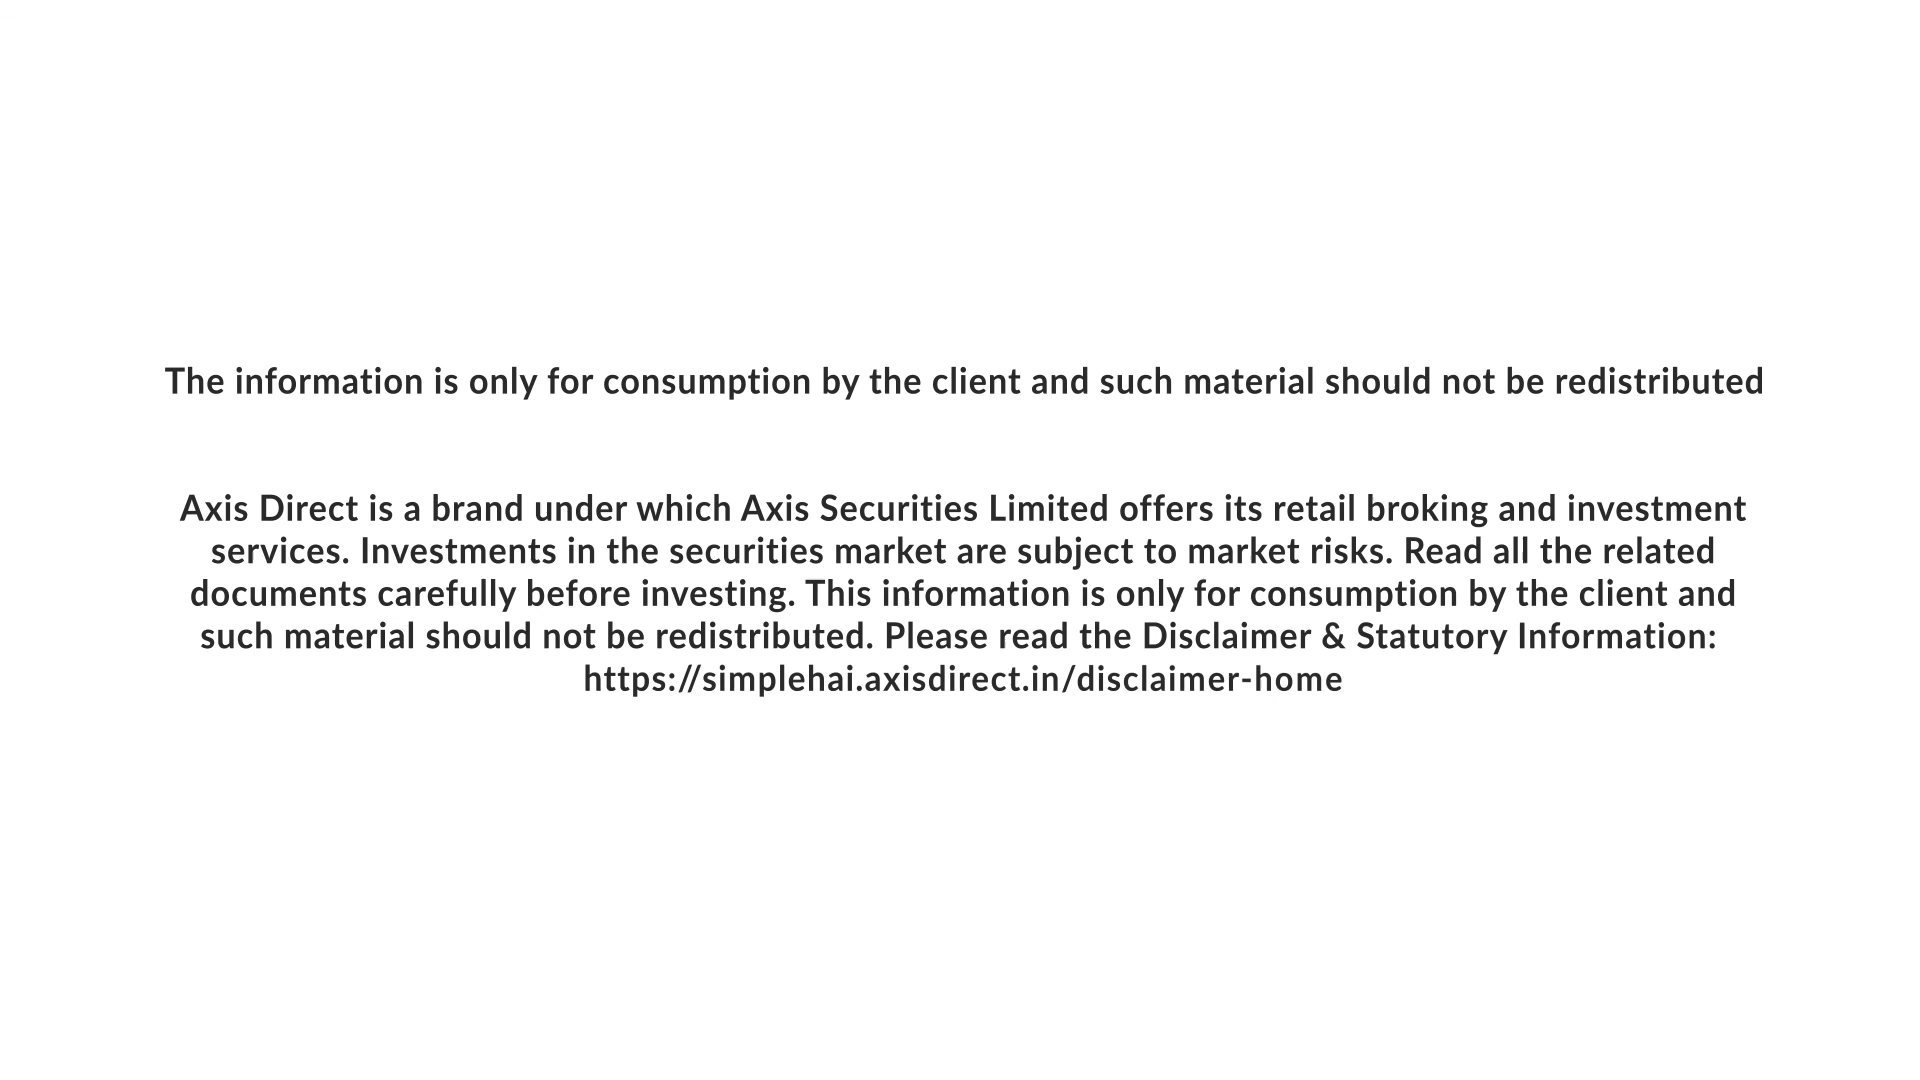 The information is only for consumption by the client and such material should not be redistributed
Axis Direct is a brand under which Axis Securities Limited offers its retail broking and investment
services. Investments in the securities market are subject to market risks. Read all the related
documents carefully before investing. This information is only for consumption by the client and
such material should not be redistributed. Please read the Disclaimer & Statutory Information:
https://simplehai.axisdirect.in/disclaimer-home